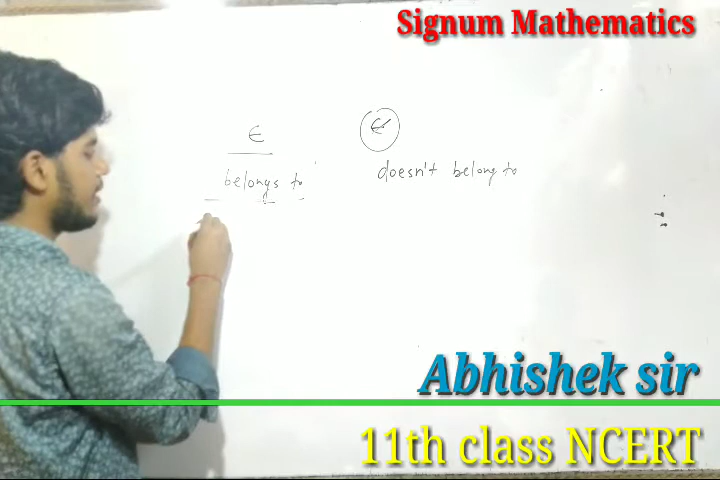 Signum Mathematics
∈ ∉
belongs to doesn't belong to
Abhishek sir
11th class NCERT